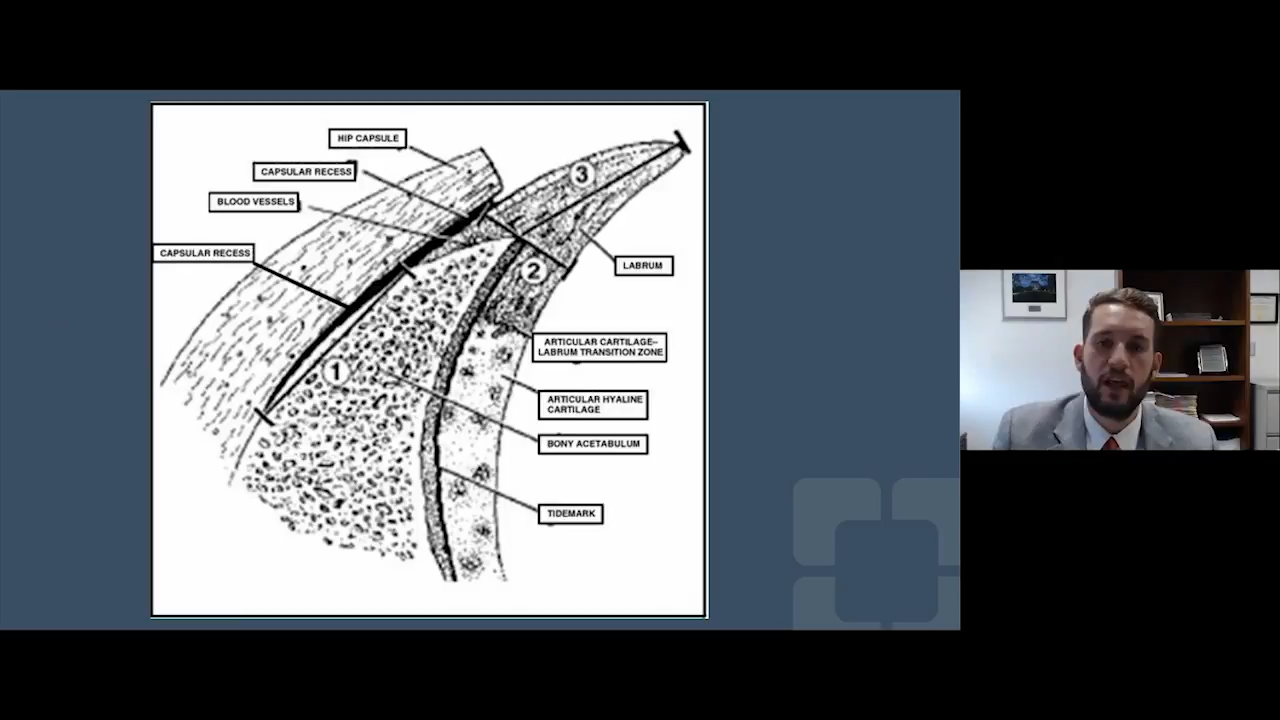 HIP CAPSULE
CAPSULAR RECESS
BLOOD VESSELS
CAPSULAR RECESS
3
2
1
LABRUM
ARTICULAR CARTILAGE–
LABRUM TRANSITION ZONE
ARTICULAR HYALINE
CARTILAGE
BONY ACETABULUM
TIDEMARK